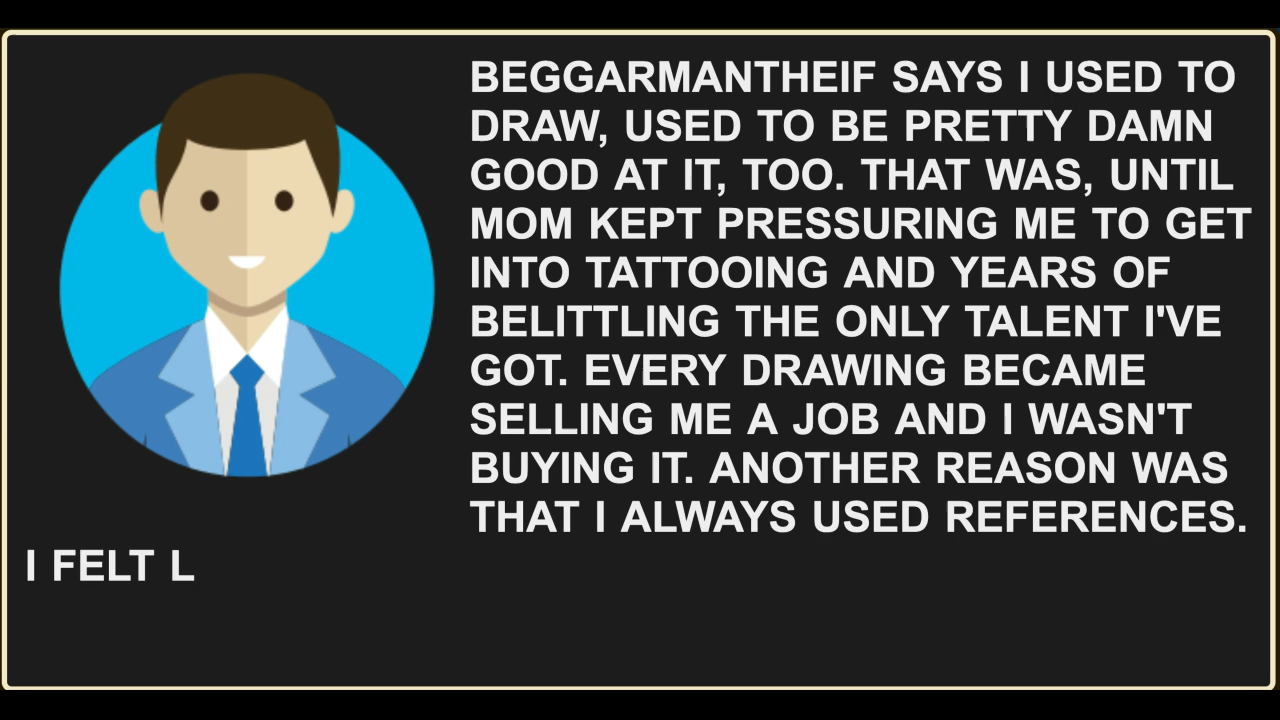 BEGGARMANTHEIF SAYS I USED TO
DRAW, USED TO BE PRETTY DAMN
GOOD AT IT, TOO. THAT WAS, UNTIL
MOM KEPT PRESSURING ME TO GET
INTO TATTOOING AND YEARS OF
BELITTLING THE ONLY TALENT I'VE
GOT. EVERY DRAWING BECAME
SELLING ME A JOB AND I WASN'T
BUYING IT. ANOTHER REASON WAS
THAT I ALWAYS USED REFERENCES.
I FELT L